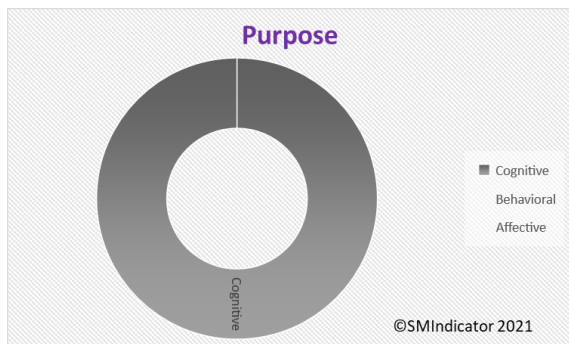 Purpose
Cognitive
Behavioral
Affective
Cognitive
©SMIndicator 2021